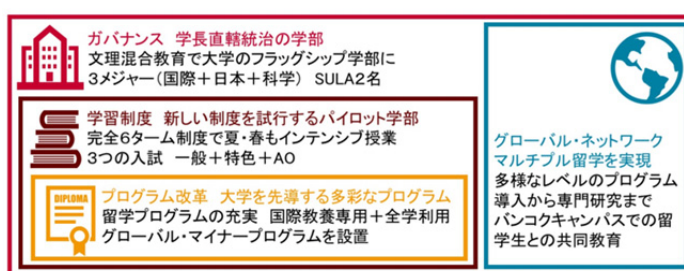 ガバナンス 学長直轄統治の学部
文理混合教育で大学のフラッグシップ学部に
3メジャー(国際+日本+科学) SULA2名
学習制度 新しい制度を試行するパイロット学部
完全6ターム制度で夏・春もインテンシブ授業
3つの入試 一般+特色+AO
DIPLOMA
プログラム改革 大学を先導する多彩なプログラム
留学プログラムの充実 国際教養専用+全学利用
グローバル・マイナープログラムを設置
グローバル・ネットワーク
マルチプル留学を実現
多様なレベルのプログラム
導入から専門研究まで
バンコクキャンパスでの留
学生との共同教育